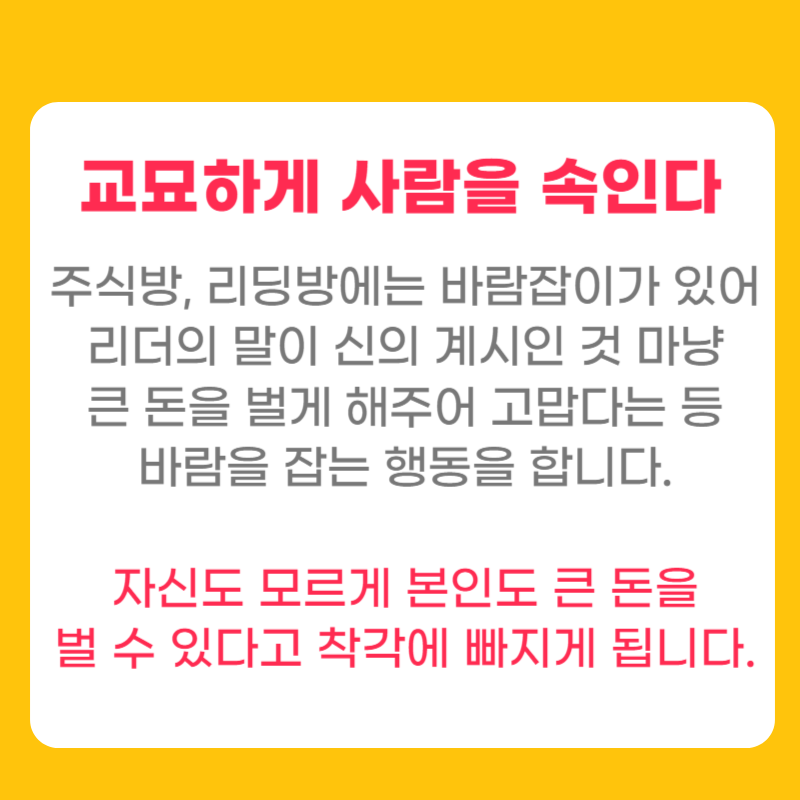 교묘하게 사람을 속인다
주식방, 리딩방에는 바람잡이가 있어
리더의 말이 신의 계시인 것 마냥
큰 돈을 벌게 해주어 고맙다는 등
바람을 잡는 행동을 합니다.
자신도 모르게 본인도 큰 돈을
벌 수 있다고 착각에 빠지게 됩니다.